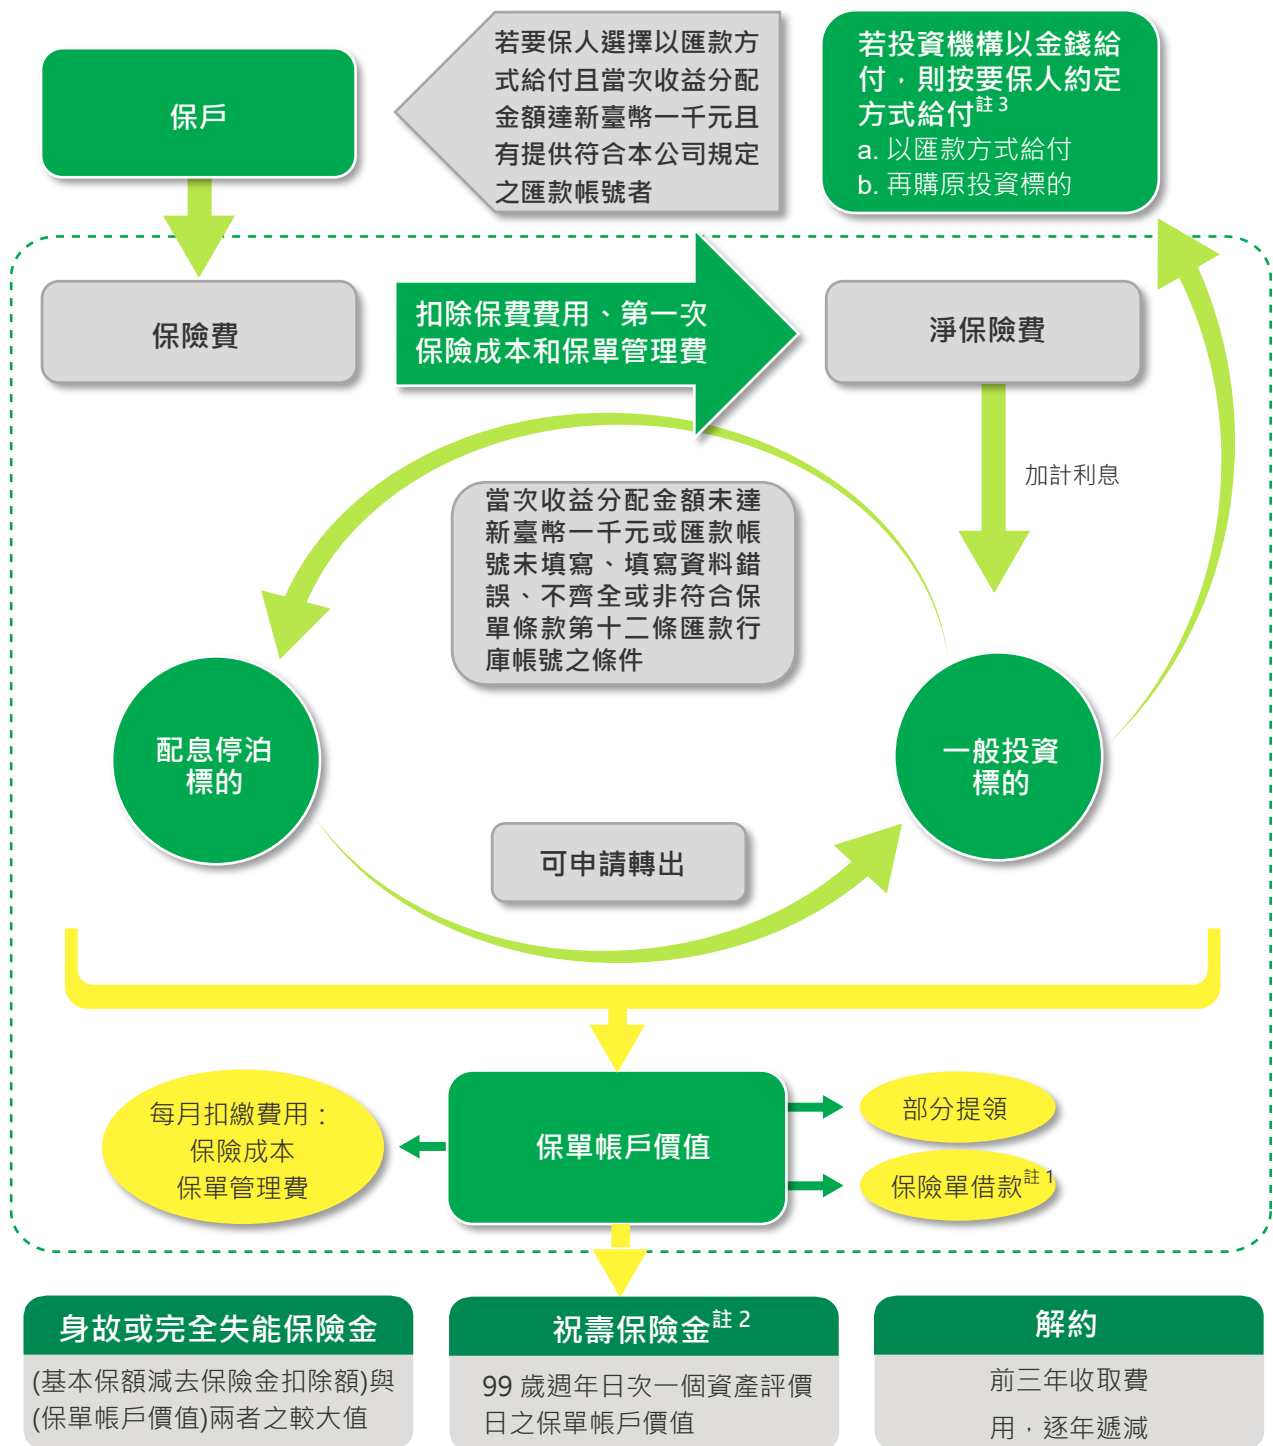 保戶
若要保人選擇以匯款方
式給付且當次收益分配
金額達新臺幣一千元且
有提供符合本公司規定
之匯款帳號者
若投資機構以金錢給
付，則按要保人約定
方式給付註3
a. 以匯款方式給付
b. 再購原投資標的
保險費
扣除保費費用、第一次
保險成本和保單管理費
淨保險費
加計利息
當次收益分配金額未達
新臺幣一千元或匯款帳
號未填寫、填寫資料錯
誤、不齊全或非符合保
單條款第十二條匯款行
庫帳號之條件
配息停泊
標的
一般投資
標的
可申請轉出
每月扣繳費用：
保險成本
保單管理費
保單帳戶價值
部分提領
保險單借款註1
身故或完全失能保險金
(基本保額減去保險金扣除額)與
(保單帳戶價值)兩者之較大值
祝壽保險金註2
99 歲週年日次一個資產評價
日之保單帳戶價值
解約
前三年收取費
用，逐年遞減